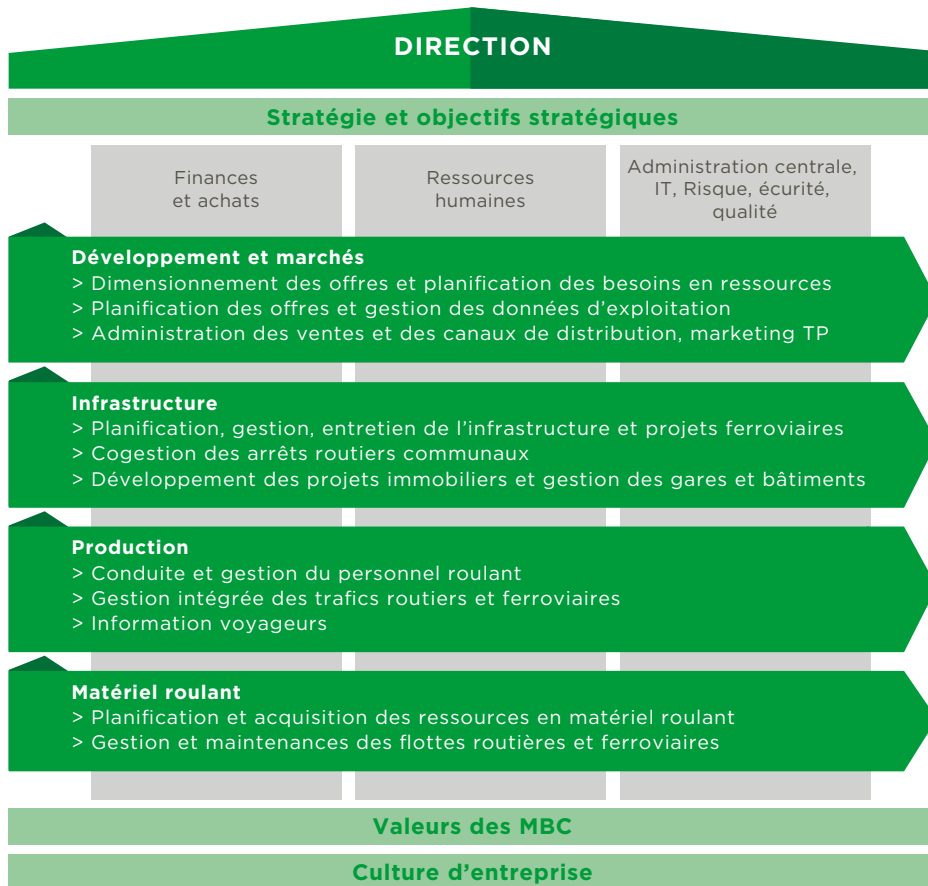 DIRECTION
Stratégie et objectifs stratégiques
Finances
et achats
Ressources
humaines
Administration centrale,
IT, Risque, écurité,
qualité
Développement et marchés
> Dimensionnement des offres et planification des besoins en ressources
> Planification des offres et gestion des données d'exploitation
> Administration des ventes et des canaux de distribution, marketing TP
Infrastructure
> Planification, gestion, entretien de l'infrastructure et projets ferroviaires
> Cogestion des arrêts routiers communaux
> Développement des projets immobiliers et gestion des gares et bâtiments
Production
> Conduite et gestion du personnel roulant
> Gestion intégrée des trafics routiers et ferroviaires
> Information voyageurs
Matériel roulant
> Planification et acquisition des ressources en matériel roulant
> Gestion et maintenances des flottes routières et ferroviaires
Valeurs des MBC
Culture d'entreprise